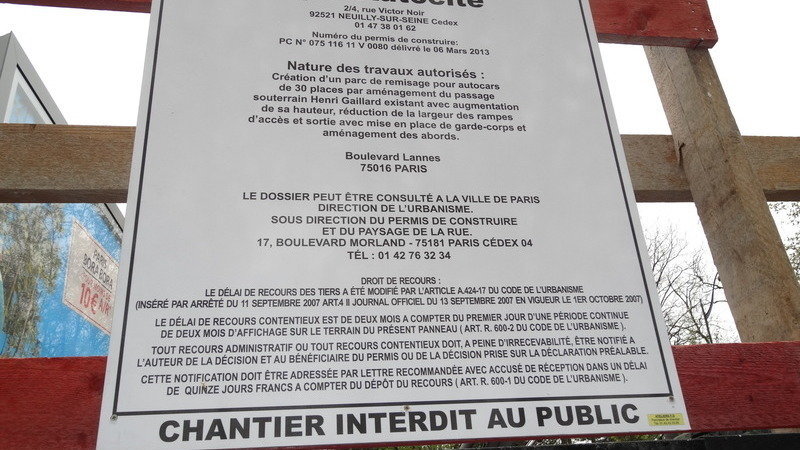 2/4, rue Victor Noir
92521 NEUILLY-SUR-SEINE Cedex
01 47 38 01 62
Numéro du permis de construire:
PC N° 075 116 11 V 0080 délivré le 06 Mars 2013
Nature des travaux autorisés :
Création d'un parc de remisage pour autocars
de 30 places par aménagement du passage
souterrain Henri Gaillard existant avec augmentation
de sa hauteur, réduction de la largeur des rampes
d'accès et sortie avec mise en place de garde-corps et
aménagement des abords.
Boulevard Lannes
75016 PARIS
LE DOSSIER PEUT ÊTRE CONSULTÉ A LA VILLE DE PARIS
DIRECTION DE L'URBANISME.
SOUS DIRECTION DU PERMIS DE CONSTRUIRE
ET DU PAYSAGE DE LA RUE.
17, BOULEVARD MORLAND - 75181 PARIS CÉDEX 04
TÉL : 01 42 76 32 34
DROIT DE RECOURS :
LE DÉLAI DE RECOURS DES TIERS A ÉTÉ MODIFIÉ PAR L'ARTICLE A.424-17 DU CODE DE L'URBANISME
(INSÉRÉ PAR ARRÊTÉ DU 11 SEPTEMBRE 2007 ART.4 II JOURNAL OFFICIEL DU 13 SEPTEMBRE 2007 EN VIGUEUR LE 1ER OCTOBRE 2007)
LE DÉLAI DE RECOURS CONTENTIEUX EST DE DEUX MOIS A COMPTER DU PREMIER JOUR D'UNE PÉRIODE CONTINUE
DE DEUX MOIS D'AFFICHAGE SUR LE TERRAIN DU PRÉSENT PANNEAU ( ART. R. 600-2 DU CODE DE L'URBANISME ).
TOUT RECOURS ADMINISTRATIF OU TOUT RECOURS CONTENTIEUX DOIT, A PEINE D'IRRECEVABILITÉ, ÊTRE NOTIFIÉ A
L'AUTEUR DE LA DÉCISION ET AU BÉNÉFICIAIRE DU PERMIS OU DE LA DÉCISION PRISE SUR LA DÉCLARATION PRÉALABLE.
CETTE NOTIFICATION DOIT ÊTRE ADRESSÉE PAR LETTRE RECOMMANDÉE AVEC ACCUSÉ DE RÉCEPTION DANS UN DÉLAI
DE QUINZE JOURS FRANCS A COMPTER DU DÉPÔT DU RECOURS ( ART. R. 600-1 DU CODE DE L'URBANISME ).
CHANTIER INTERDIT AU PUBLIC
BORA BORA
10€